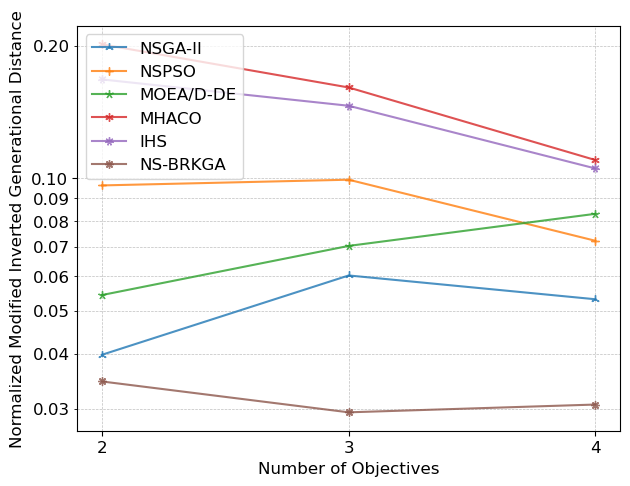 Normalized Modified Inverted Generational Distance
0.20
0.10
0.09
0.08
0.07
0.06
0.05
0.04
0.03
NSGA-II
NSPSO
MOEA/D-DE
MHACO
IHS
NS-BRKGA
2
3
4
Number of Objectives